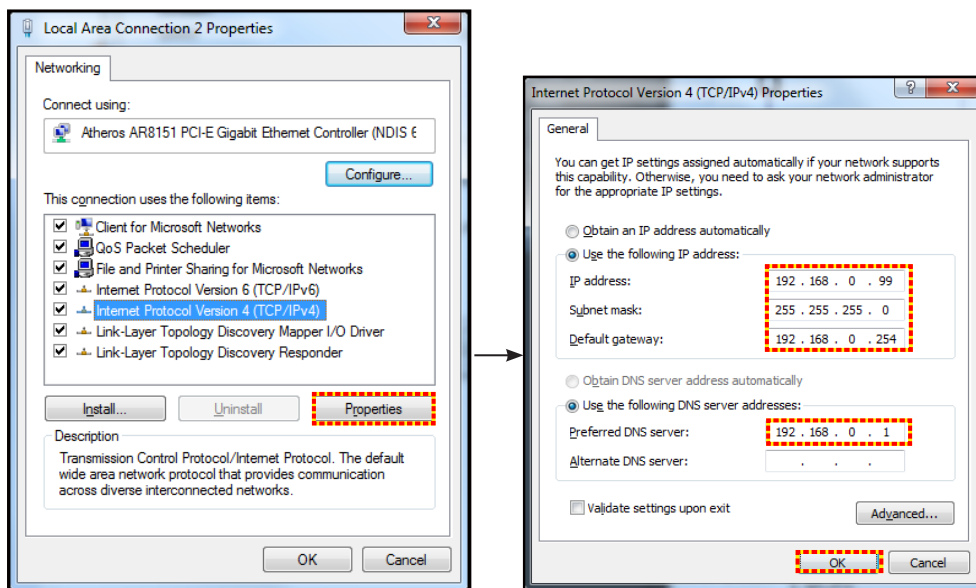 Local Area Connection 2 Properties
Networking
Connect using:
Atheros AR8151 PCI-E Gigabit Ethernet Controller (NDIS 6
Configure...
This connection uses the following items:
Client for Microsoft Networks
QoS Packet Scheduler
File and Printer Sharing for Microsoft Networks
Internet Protocol Version 6 (TCP/IPv6)
Internet Protocol Version 4 (TCP/IPv4)
Link-Layer Topology Discovery Mapper I/O Driver
Link-Layer Topology Discovery Responder
Install... Uninstall Properties
Description
Transmission Control Protocol/Internet Protocol. The default
wide area network protocol that provides communication
across diverse interconnected networks.
OK Cancel
Internet Protocol Version 4 (TCP/IPv4) Properties
General
You can get IP settings assigned automatically if your network supports
this capability. Otherwise, you need to ask your network administrator
for the appropriate IP settings.
Obtain an IP address automatically
Use the following IP address:
IP address: 192 . 168 . 0 . 99
Subnet mask: 255 . 255 . 255 . 0
Default gateway: 192 . 168 . 0 . 254
Obtain DNS server address automatically
Use the following DNS server addresses:
Preferred DNS server: 192 . 168 . 0 . 1
Alternate DNS server: . . .
Validate settings upon exit
Advanced...
OK Cancel